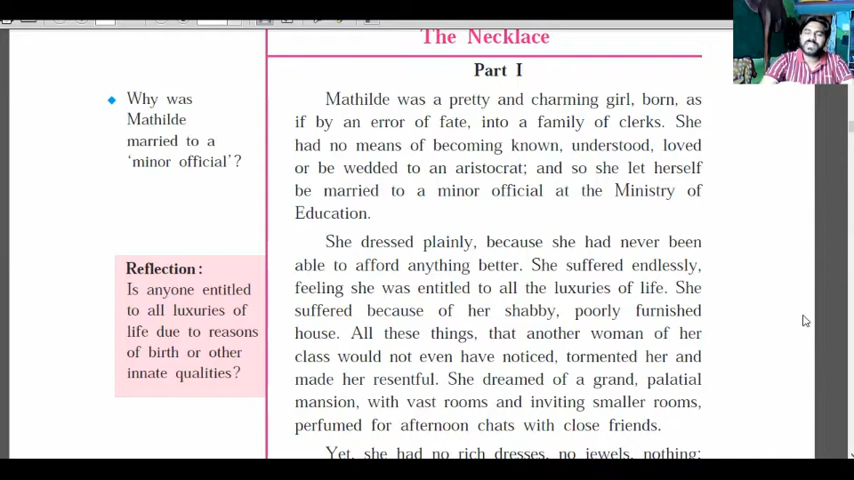 The Necklace
Part I
Why was
Mathilde
married to a
‘minor official’?
Mathilde was a pretty and charming girl, born, as
if by an error of fate, into a family of clerks. She
had no means of becoming known, understood, loved
or be wedded to an aristocrat; and so she let herself
be married to a minor official at the Ministry of
Education.
Reflection:
Is anyone entitled
to all luxuries of
life due to reasons
of birth or other
innate qualities?
She dressed plainly, because she had never been
able to afford anything better. She suffered endlessly,
feeling she was entitled to all the luxuries of life. She
suffered because of her shabby, poorly furnished
house. All these things, that another woman of her
class would not even have noticed, tormented her and
made her resentful. She dreamed of a grand, palatial
mansion, with vast rooms and inviting smaller rooms,
perfumed for afternoon chats with close friends.
Yet, she had no rich dresses, no jewels, nothing;